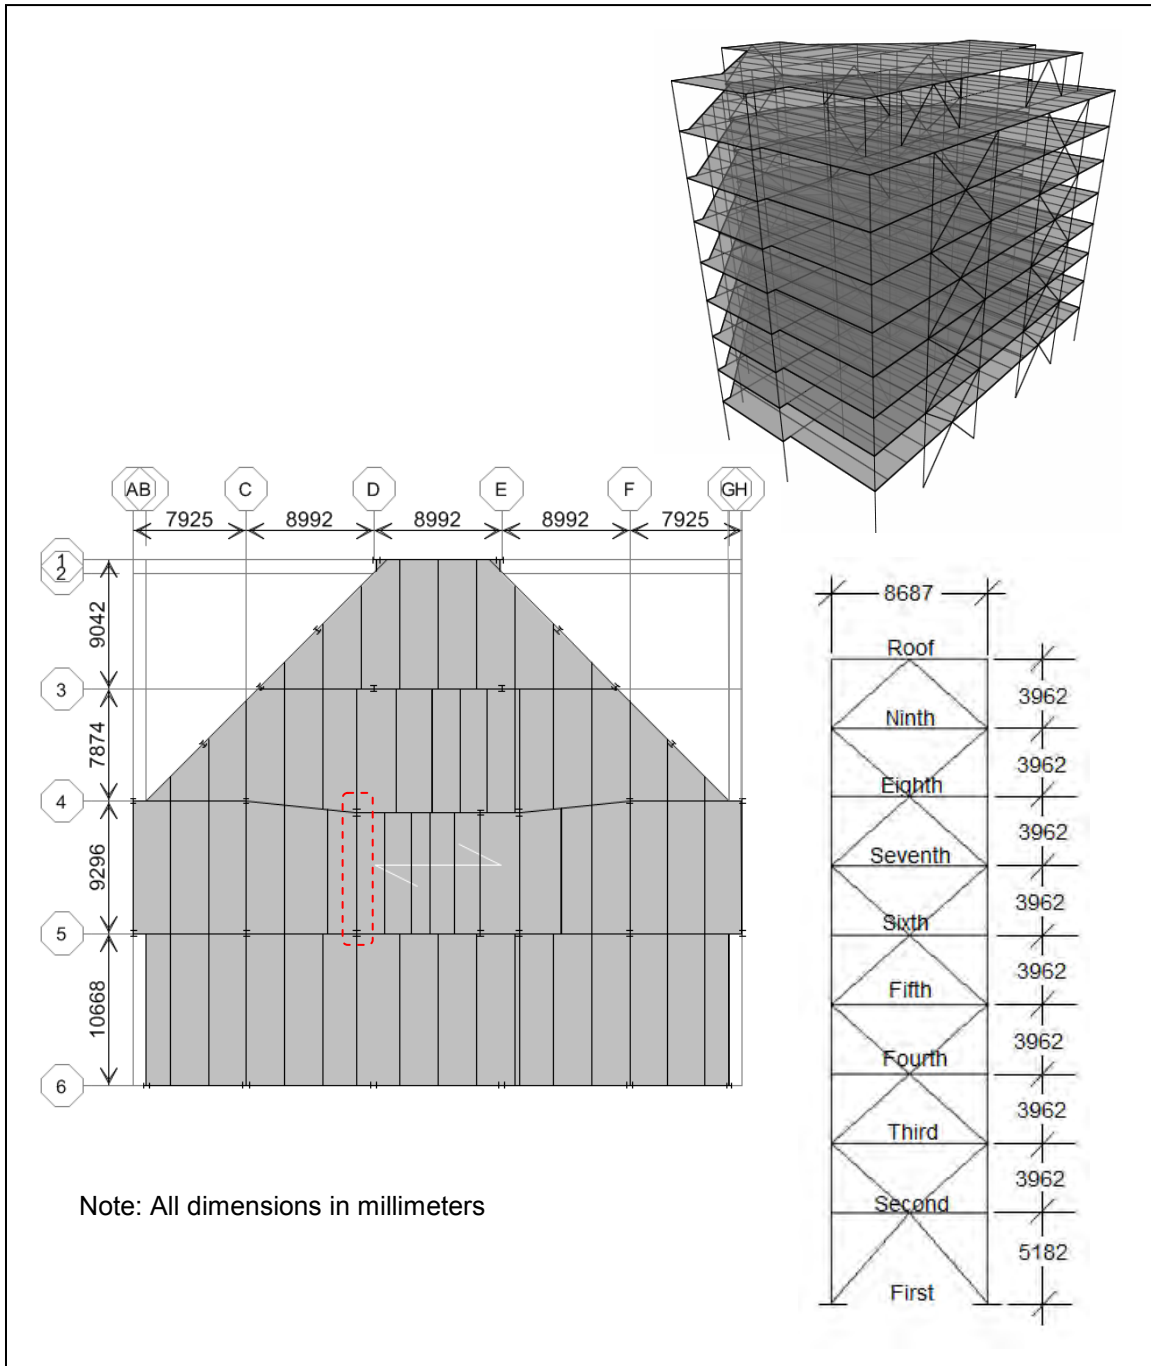 AB C D E F GH
7925 8992 8992 8992 7925
1
2
9042
3
7874
4
9296
5
10668
6
Note: All dimensions in millimeters
8687
Roof
3962
Ninth
3962
Eighth
3962
Seventh
3962
Sixth
3962
Fifth
3962
Fourth
3962
Third
3962
Second
5182
First